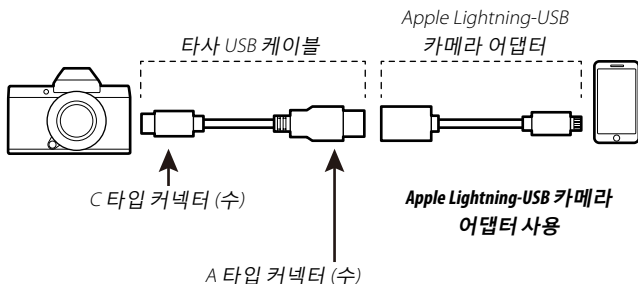 타사 USB 케이블
Apple Lightning-USB
카메라 어댑터
C 타입 커넥터 (수)
A 타입 커넥터 (수)
Apple Lightning-USB 카메라
어댑터 사용